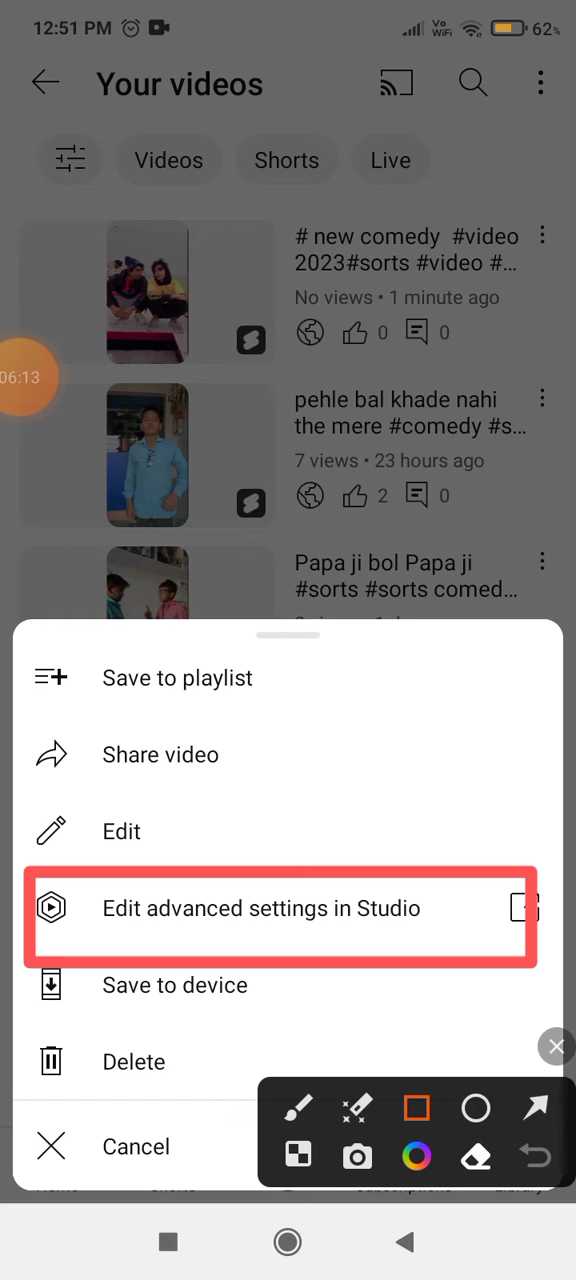 12:51 PM Vo WiFi 62%
Your videos
Videos Shorts Live
# new comedy #video
2023#sorts #video #...
No views • 1 minute ago
0 0
06:13
pehle bal khade nahi
the mere #comedy #s...
7 views • 23 hours ago
2 0
Papa ji bol Papa ji
#sorts #sorts comed...
Save to playlist
Share video
Edit
Edit advanced settings in Studio
Save to device
Delete
Cancel